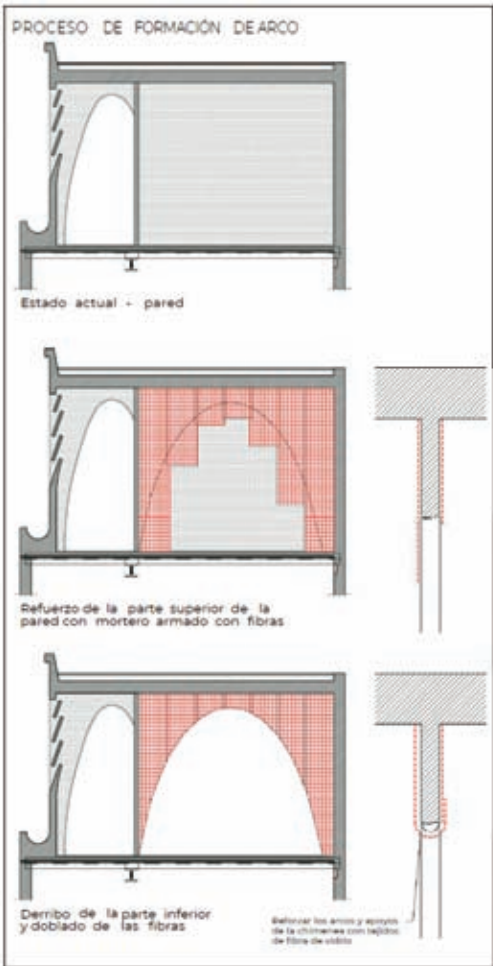 PROCESO DE FORMACIÓN DE ARCO
Estado actual - pared
Refuerzo de la parte superior de la
pared con mortero armado con fibras
Derribo de la parte inferior
y doblado de las fibras
Reforzar los arcos y apoyos
de la chimenea con tejidos
de fibra de vidrio